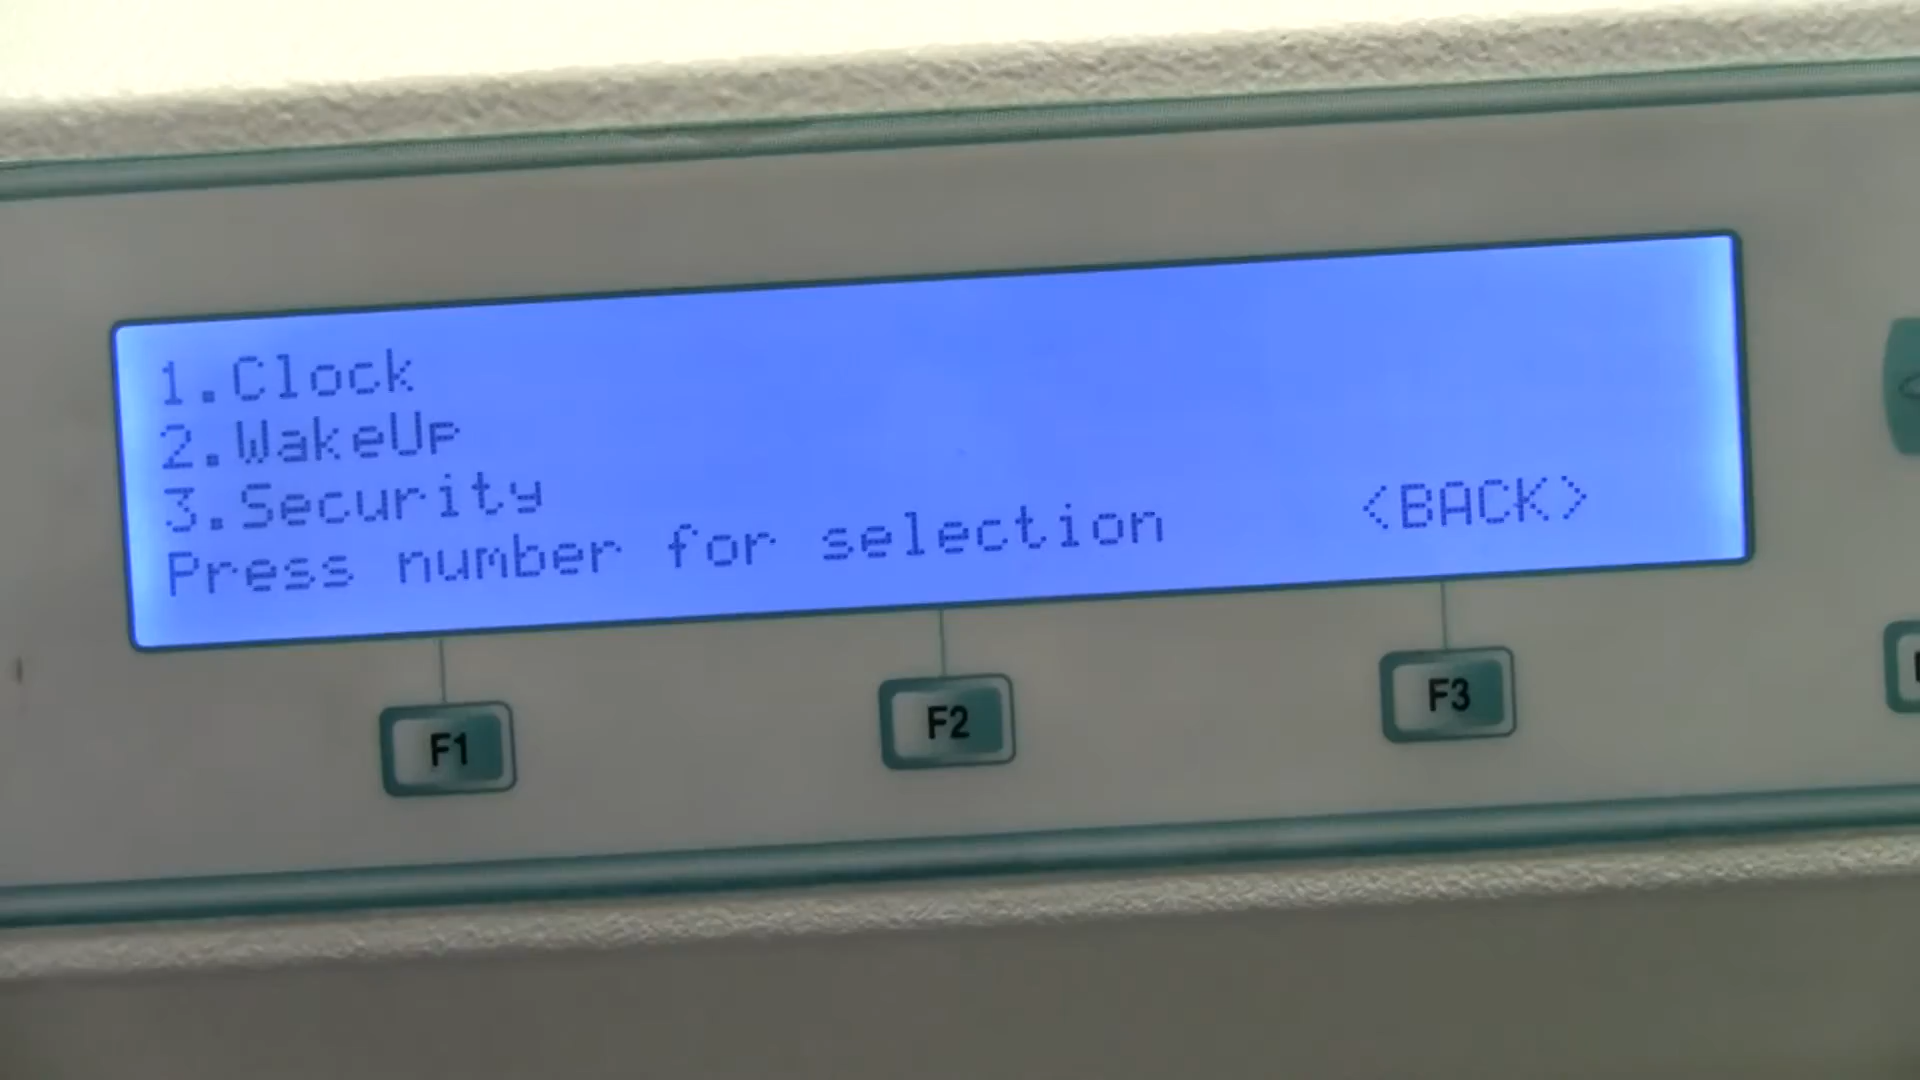 1.Clock
2.WakeUp
3.Security
Press number for selection <BACK>
F1 F2 F3